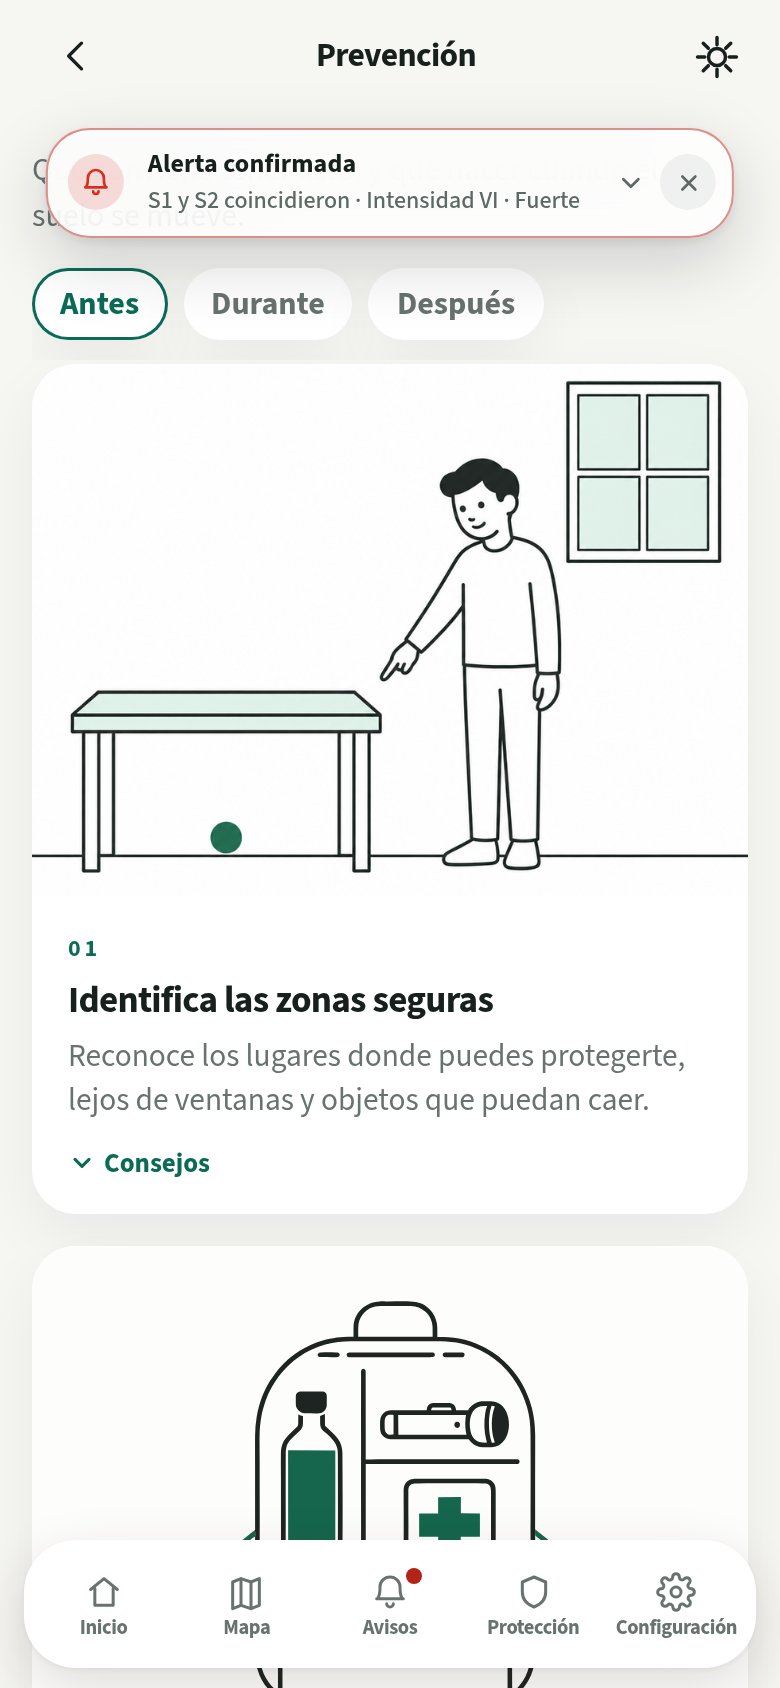 Prevención
Alerta confirmada
S1 y S2 coincidieron · Intensidad VI · Fuerte
suelo se mueve.
Antes
Durante
Después
01
Identifica las zonas seguras
Reconoce los lugares donde puedes protegerte,
lejos de ventanas y objetos que puedan caer.
Consejos
Inicio
Mapa
Avisos
Protección
Configuración